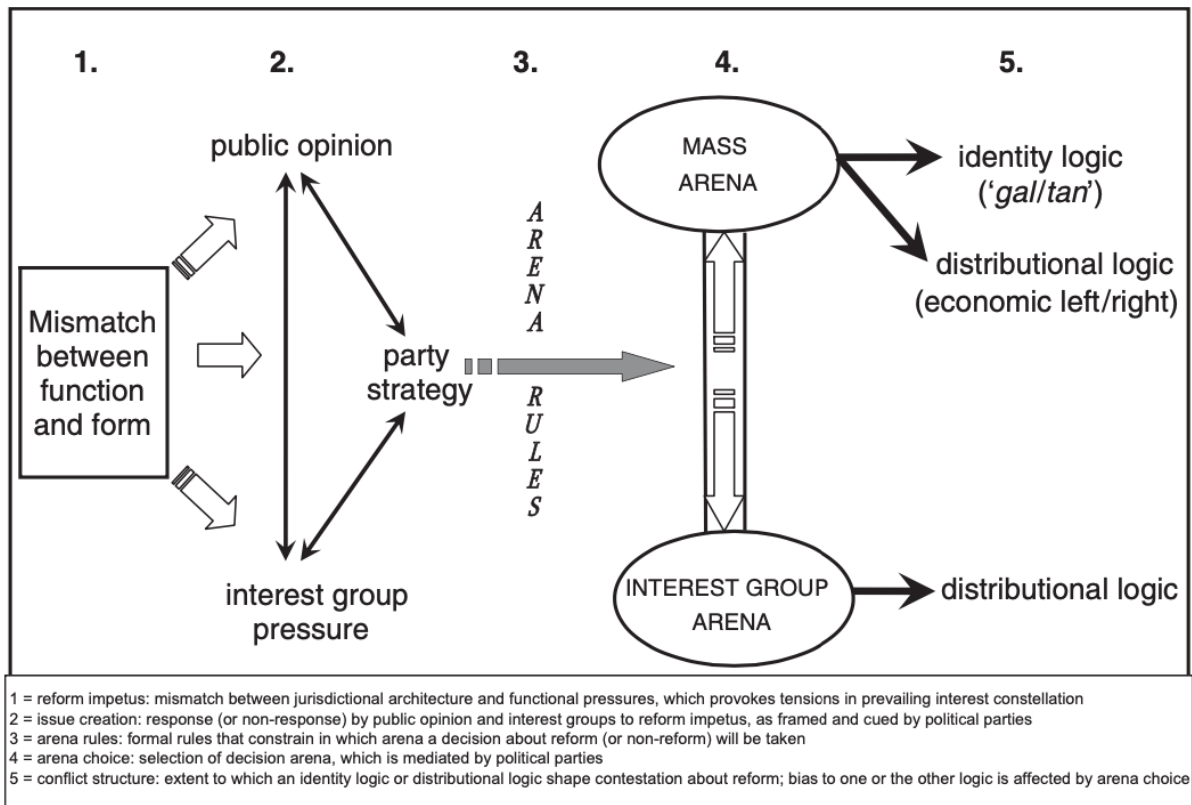 1.
2.
3.
4.
5.
public opinion
Mismatch
between
function
and form
party
strategy
interest group
pressure
ARENA
RULES
MASS
ARENA
INTEREST GROUP
ARENA
identity logic
(‘gal/tan’)
distributional logic
(economic left/right)
distributional logic
1 = reform impetus: mismatch between jurisdictional architecture and functional pressures, which provokes tensions in prevailing interest constellation
2 = issue creation: response (or non-response) by public opinion and interest groups to reform impetus, as framed and cued by political parties
3 = arena rules: formal rules that constrain in which arena a decision about reform (or non-reform) will be taken
4 = arena choice: selection of decision arena, which is mediated by political parties
5 = conflict structure: extent to which an identity logic or distributional logic shape contestation about reform; bias to one or the other logic is affected by arena choice